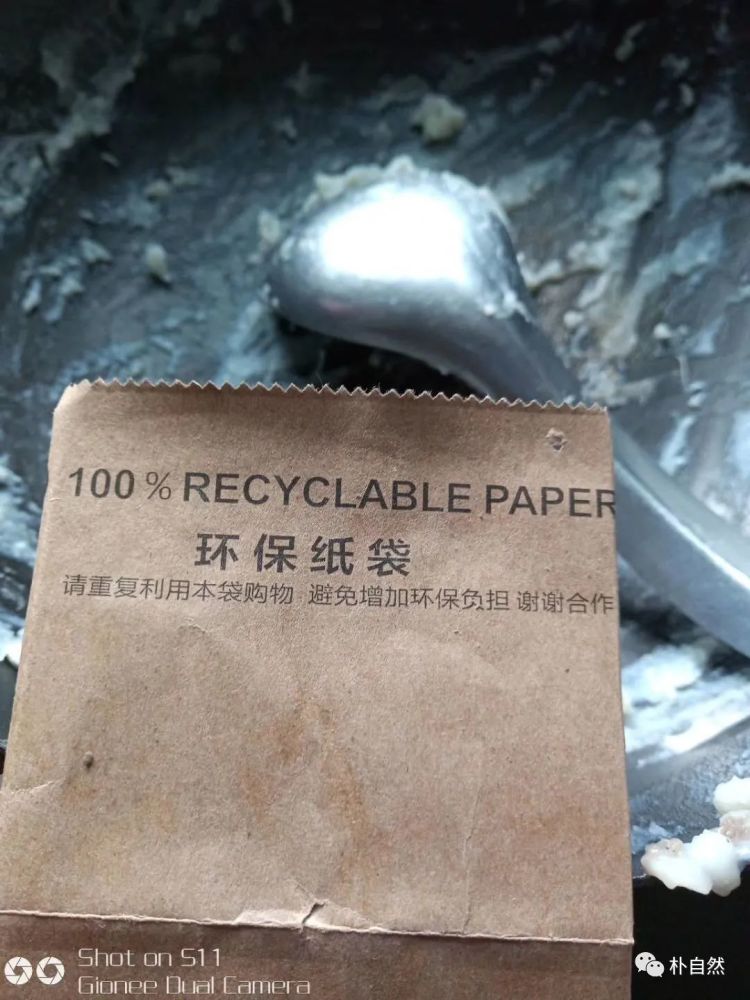 100% RECYCLABLE PAPER
环保纸袋
请重复利用本袋购物 避免增加环保负担 谢谢合作
Shot on S11
Gionee Dual Camera
朴自然